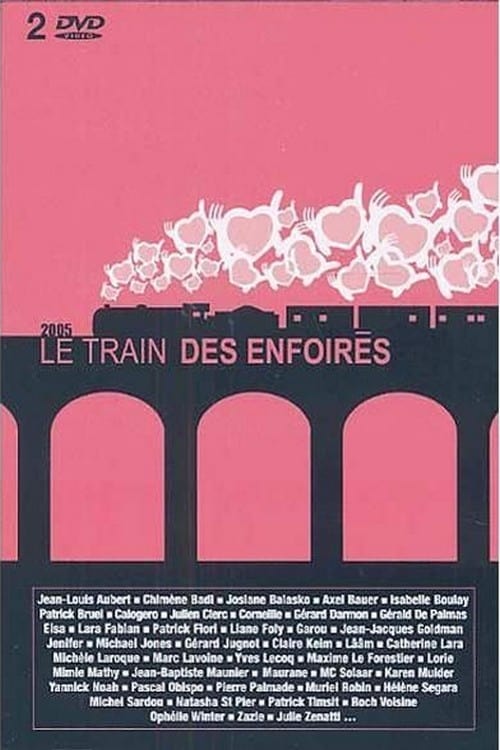 2 DVD
VIDEO
2005
LE TRAIN DES ENFOIRĒS
Jean-Louis Aubert ■ Chimène Badi ■ Josiane Balasko ■ Axel Bauer ■ Isabelle Boulay
Patrick Bruel ■ Calogero ■ Julien Clerc ■ Corneille ■ Gérard Darmon ■ Gérald De Palmas
Elsa ■ Lara Fabian ■ Patrick Fiori ■ Liane Foly ■ Garou ■ Jean-Jacques Goldman
Jenifer ■ Michael Jones ■ Gérard Jugnot ■ Claire Keim ■ Lââm ■ Catherine Lara
Michèle Laroque ■ Marc Lavoine ■ Yves Lecoq ■ Maxime Le Forestier ■ Lorie
Mimie Mathy ■ Jean-Baptiste Maunier ■ Maurane ■ MC Solaar ■ Karen Mulder
Yannick Noah ■ Pascal Obispo ■ Pierre Palmade ■ Muriel Robin ■ Hélène Segara
Michel Sardou ■ Natasha St Pier ■ Patrick Timsit ■ Roch Voisine
Ophélie Winter ■ Zazie ■ Julie Zenatti ...